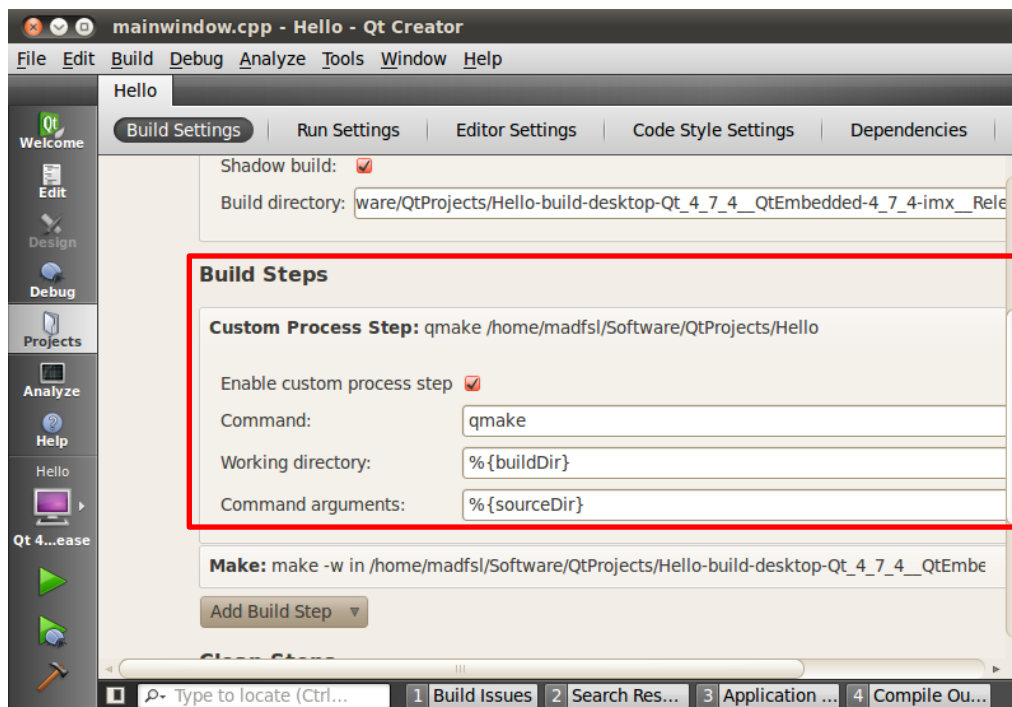 mainwindow.cpp - Hello - Qt Creator
File Edit Build Debug Analyze Tools Window Help
Hello
Qt
Welcome
Edit
Design
Debug
Projects
Analyze
Help
Hello
Qt 4...ease
Build Settings Run Settings Editor Settings Code Style Settings Dependencies
Shadow build:
Build directory: ware/QtProjects/Hello-build-desktop-Qt_4_7_4__QtEmbedded-4_7_4-imx__Rele
Build Steps
Custom Process Step: qmake /home/madfsl/Software/QtProjects/Hello
Enable custom process step
Command: qmake
Working directory: %{buildDir}
Command arguments: %{sourceDir}
Make: make -w in /home/madfsl/Software/QtProjects/Hello-build-desktop-Qt_4_7_4__QtEmbe
Add Build Step
Clean Steps
Type to locate (Ctrl... 1 Build Issues 2 Search Res... 3 Application ... 4 Compile Ou...